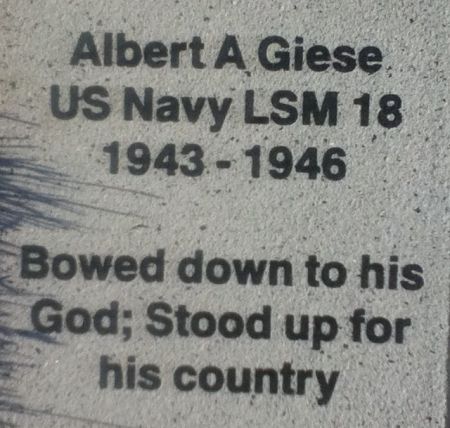 Albert A Giese
US Navy LSM 18
1943 - 1946
Bowed down to his
God; Stood up for
his country